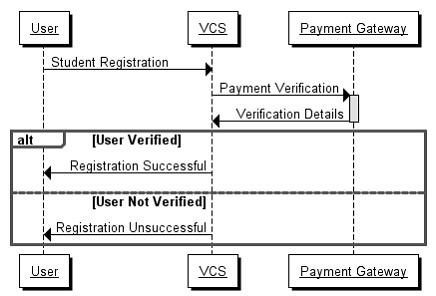 User VCS Payment Gateway
Student Registration
Payment Verification
Verification Details
alt [User Verified]
Registration Successful
[User Not Verified]
Registration Unsuccessful
User VCS Payment Gateway